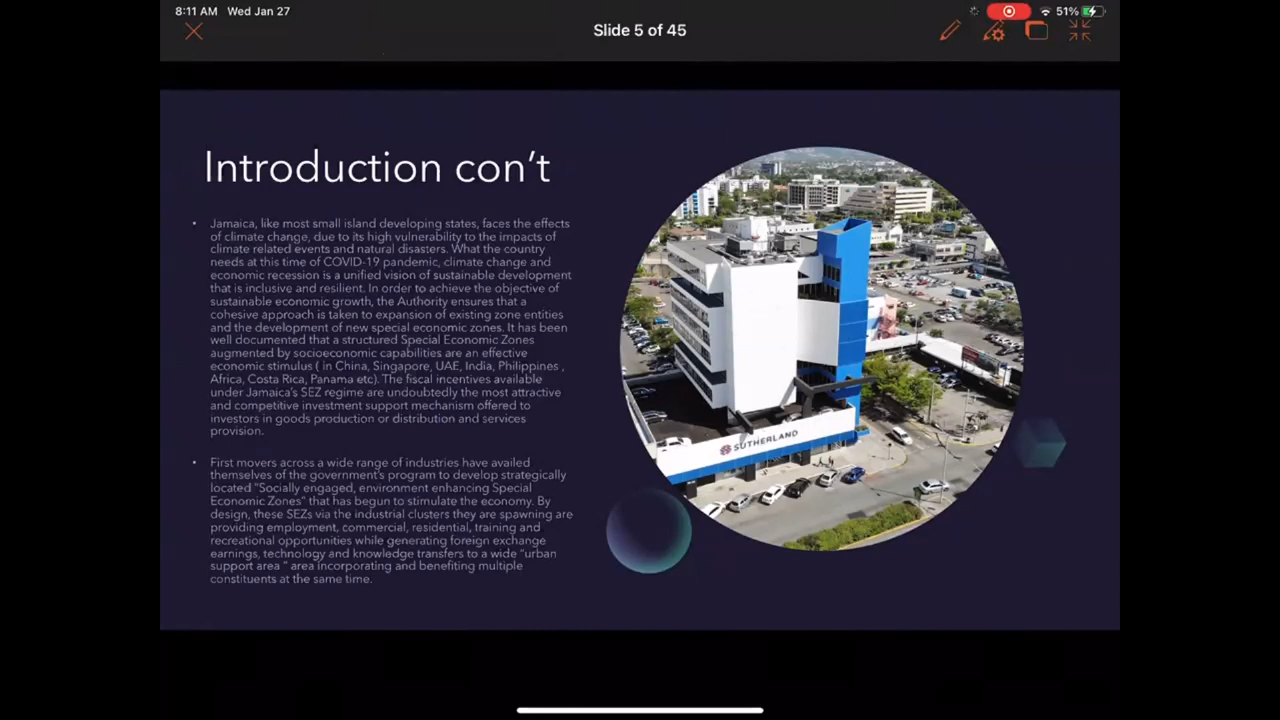 8:11 AM Wed Jan 27
51%
Slide 5 of 45
Introduction con't
• Jamaica, like most small island developing states, faces the effects
of climate change, due to its high vulnerability to the impacts of
climate related events and natural disasters. What the country
needs at this time of COVID-19 pandemic, climate change and
economic recession is a unified vision of sustainable development
that is inclusive and resilient. In order to achieve the objective of
sustainable economic growth, the Authority ensures that a
cohesive approach is taken to expansion of existing zone entities
and the development of new special economic zones. It has been
well documented that a structured Special Economic Zones
augmented by socioeconomic capabilities are an effective
economic stimulus ( in China, Singapore, UAE, India, Philippines ,
Africa, Costa Rica, Panama etc). The fiscal incentives available
under Jamaica's SEZ regime are undoubtedly the most attractive
and competitive investment support mechanism offered to
investors in goods production or distribution and services
provision.
• First movers across a wide range of industries have availed
themselves of the government's program to develop strategically
located "Socially engaged, environment enhancing Special
Economic Zones" that has begun to stimulate the economy. By
design, these SEZs via the industrial clusters they are spawning are
providing employment, commercial, residential, training and
recreational opportunities while generating foreign exchange
earnings, technology and knowledge transfers to a wide "urban
support area " area incorporating and benefiting multiple
constituents at the same time.
SUTHERLAND